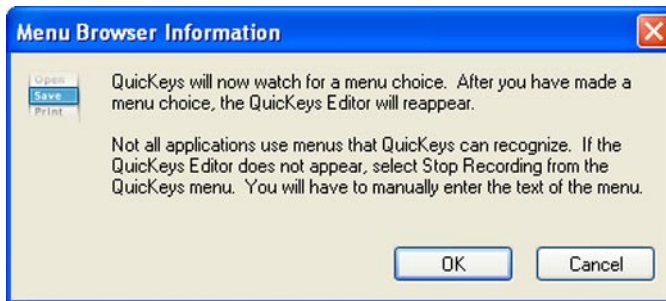 Menu Browser Information
Open
Save
Print
QuicKeys will now watch for a menu choice. After you have made a
menu choice, the QuicKeys Editor will reappear.
Not all applications use menus that QuicKeys can recognize. If the
QuicKeys Editor does not appear, select Stop Recording from the
QuicKeys menu. You will have to manually enter the text of the menu.
OK
Cancel